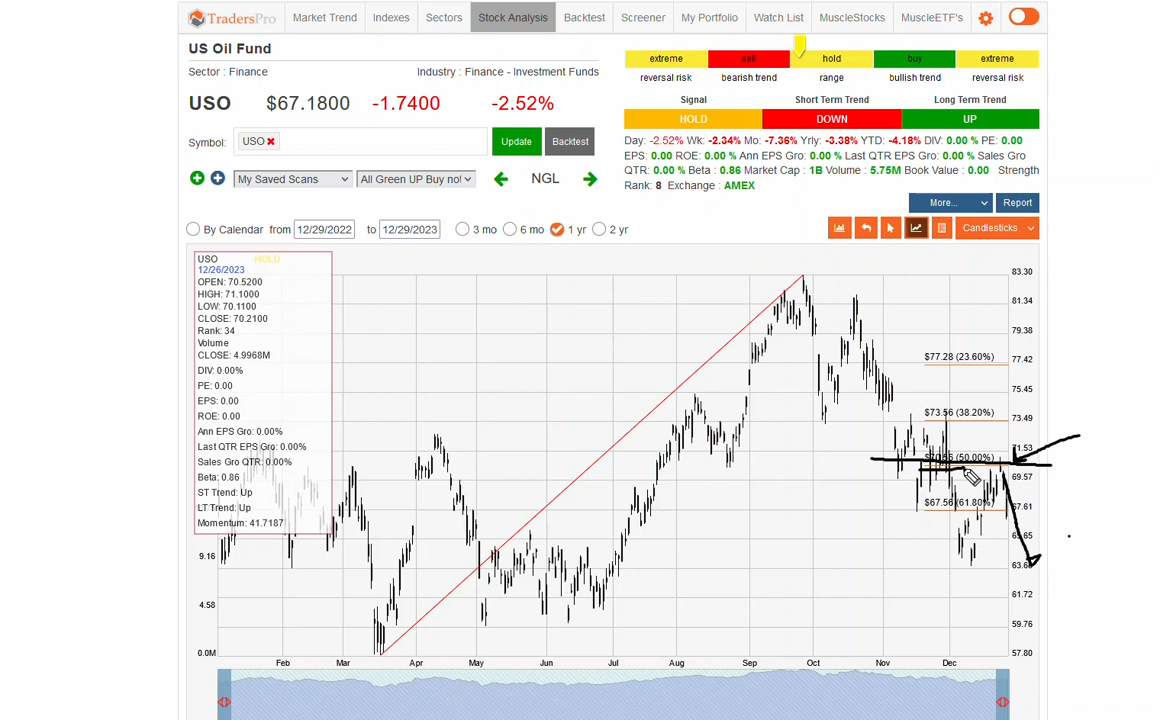 TradersPro Market Trend Indexes Sectors Stock Analysis Backtest Screener My Portfolio Watch List MuscleStocks MuscleETF's
US Oil Fund
Sector : Finance Industry : Finance - Investment Funds
USO $67.1800 -1.7400 -2.52%
Symbol: USO Update Backtest
My Saved Scans All Green UP Buy not NGL
extreme sell hold buy extreme
reversal risk bearish trend range bullish trend reversal risk
Signal Short Term Trend Long Term Trend
HOLD DOWN UP
Day: -2.52% Wk: -2.34% Mo: -7.36% Yrly: -3.38% YTD: -4.18% DIV: 0.00 % PE: 0.00
EPS: 0.00 ROE: 0.00 % Ann EPS Gro: 0.00 % Last QTR EPS Gro: 0.00 % Sales Gro
QTR: 0.00 % Beta : 0.86 Market Cap : 1B Volume : 5.75M Book Value : 0.00 Strength
Rank: 8 Exchange : AMEX
More... Report
By Calendar from 12/29/2022 to 12/29/2023 3 mo 6 mo 1 yr 2 yr Candlesticks
USO HOLD
12/26/2023
OPEN: 70.5200
HIGH: 71.1000
LOW: 70.1100
CLOSE: 70.2100
Rank: 34
Volume
CLOSE: 4.9968M
DIV: 0.00%
PE: 0.00
EPS: 0.00
ROE: 0.00
Ann EPS Gro: 0.00%
Last QTR EPS Gro: 0.00%
Sales Gro QTR: 0.00%
Beta: 0.86
ST Trend: Up
LT Trend: Up
Momentum: 41.7187
9.16
4.58
0.0M
$77.28 (23.60%)
$73.56 (38.20%)
$70.56 (50.00%)
$67.56 (61.80%)
83.30
81.34
79.38
77.42
75.45
73.49
71.53
69.57
67.61
65.65
63.68
61.72
59.76
57.80
Feb Mar Apr May Jun Jul Aug Sep Oct Nov Dec